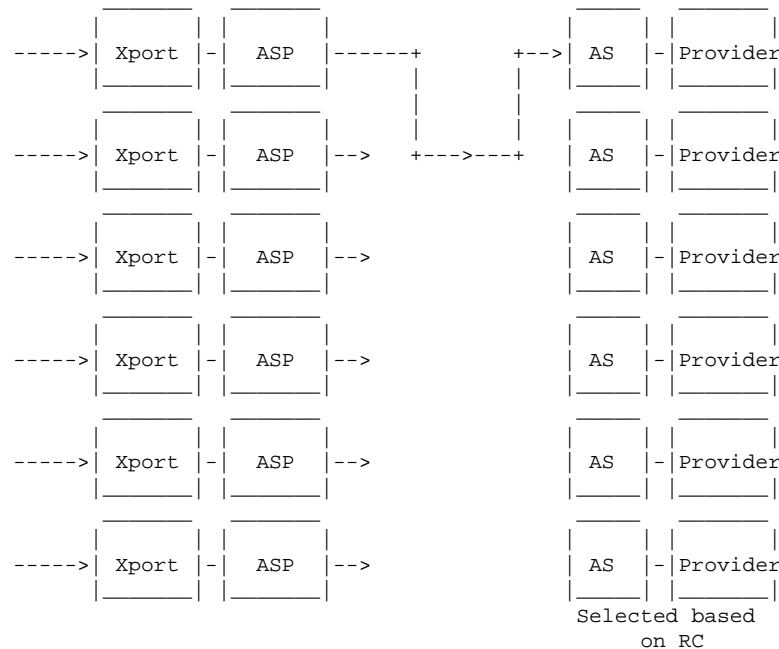 Xport ASP AS Provider
Xport ASP AS Provider
Xport ASP AS Provider
Xport ASP AS Provider
Xport ASP AS Provider
Xport ASP AS Provider
Selected based
on RC